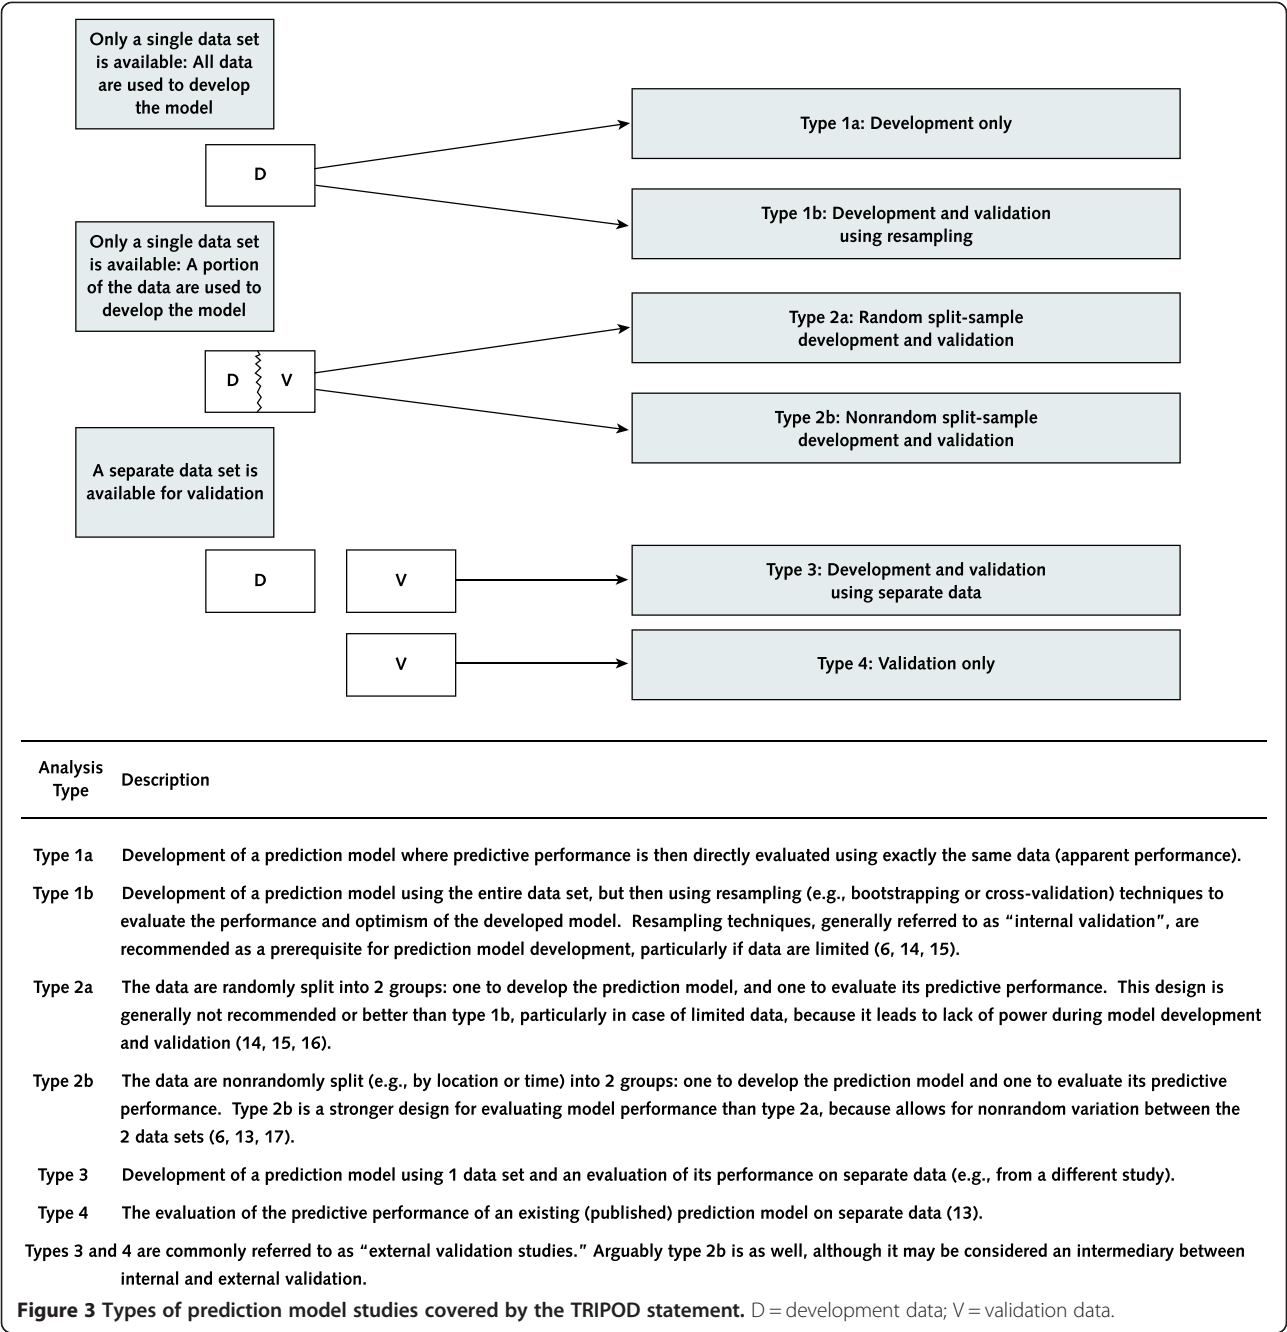 Only a single data set
is available: All data
are used to develop
the model
Type 1a: Development only
D
Type 1b: Development and validation
using resampling
Only a single data set
is available: A portion
of the data are used to
develop the model
Type 2a: Random split-sample
development and validation
D V
Type 2b: Nonrandom split-sample
development and validation
A separate data set is
available for validation
D
V
Type 3: Development and validation
using separate data
V
Type 4: Validation only
Analysis
Type
Description
Type 1a Development of a prediction model where predictive performance is then directly evaluated using exactly the same data (apparent performance).
Type 1b Development of a prediction model using the entire data set, but then using resampling (e.g., bootstrapping or cross-validation) techniques to
evaluate the performance and optimism of the developed model. Resampling techniques, generally referred to as “internal validation”, are
recommended as a prerequisite for prediction model development, particularly if data are limited (6, 14, 15).
Type 2a The data are randomly split into 2 groups: one to develop the prediction model, and one to evaluate its predictive performance. This design is
generally not recommended or better than type 1b, particularly in case of limited data, because it leads to lack of power during model development
and validation (14, 15, 16).
Type 2b The data are nonrandomly split (e.g., by location or time) into 2 groups: one to develop the prediction model and one to evaluate its predictive
performance. Type 2b is a stronger design for evaluating model performance than type 2a, because allows for nonrandom variation between the
2 data sets (6, 13, 17).
Type 3 Development of a prediction model using 1 data set and an evaluation of its performance on separate data (e.g., from a different study).
Type 4 The evaluation of the predictive performance of an existing (published) prediction model on separate data (13).
Types 3 and 4 are commonly referred to as “external validation studies.” Arguably type 2b is as well, although it may be considered an intermediary between
internal and external validation.
Figure 3 Types of prediction model studies covered by the TRIPOD statement. D = development data; V = validation data.